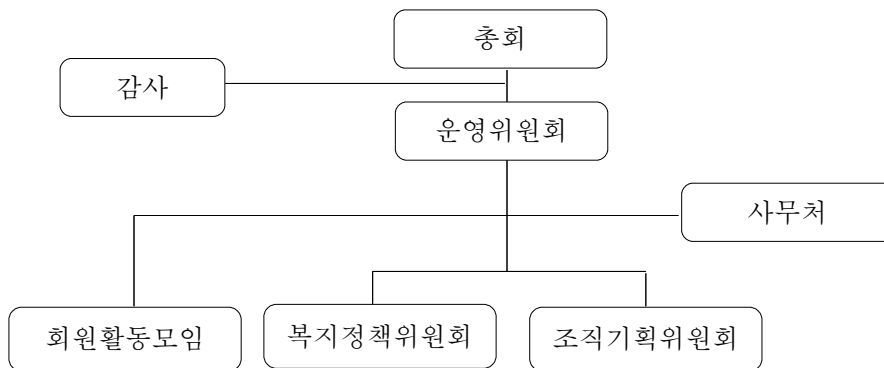 총회
감사
운영위원회
사무처
회원활동모임
복지정책위원회
조직기획위원회